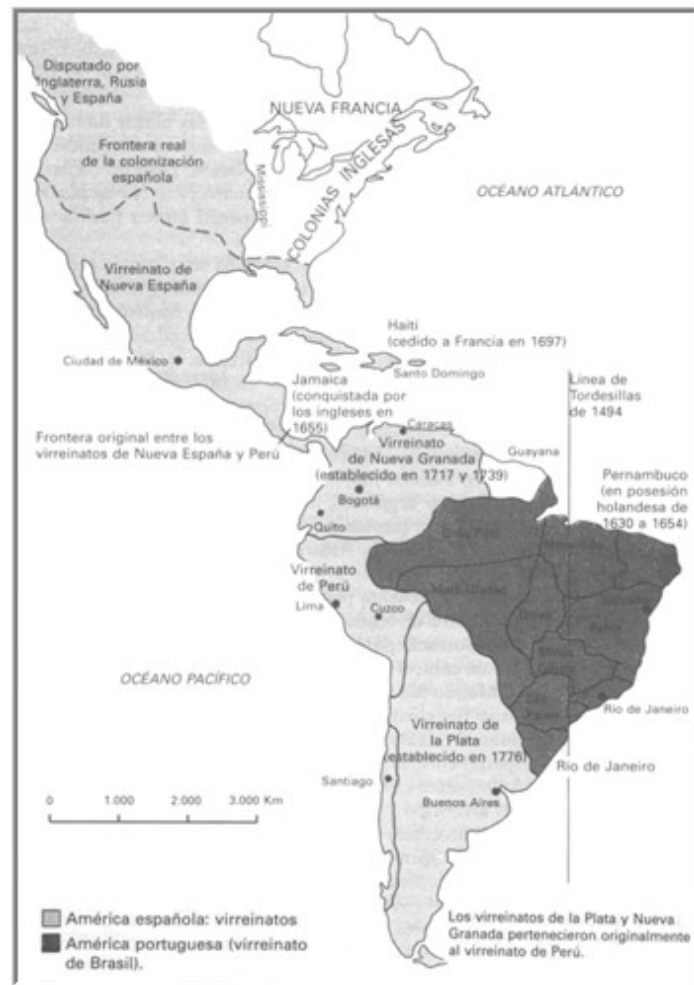 Disputado por
Inglaterra, Rusia
y España
NUEVA FRANCIA
Frontera real
de la colonización
española
Mississippi
COLONIAS INGLESAS
OCÉANO ATLÁNTICO
Virreinato de
Nueva España
Ciudad de México
Haití
(cedido a Francia en 1697)
Santo Domingo
Jamaica
(conquistada por
los ingleses en
1655)
Línea de
Tordesillas
de 1494
Frontera original entre los
virreinatos de Nueva España y Perú
Caracas
Virreinato
de Nueva Granada
(establecido en 1717 y 1739)
Guayana
Pernambuco
(en posesión
holandesa de
1630 a 1654)
Bogotá
Quito
Virreinato
de Perú
Lima
Cuzco
Mato Grosso
Goiás
Bahía
OCÉANO PACÍFICO
Rio de Janeiro
Virreinato de
la Plata
(establecido en 1776)
Rio de Janeiro
Santiago
Buenos Aires
0 1.000 2.000 3.000 Km
América española: virreinatos
América portuguesa (virreinato
de Brasil).
Los virreinatos de la Plata y Nueva
Granada pertenecieron originalmente
al virreinato de Perú.